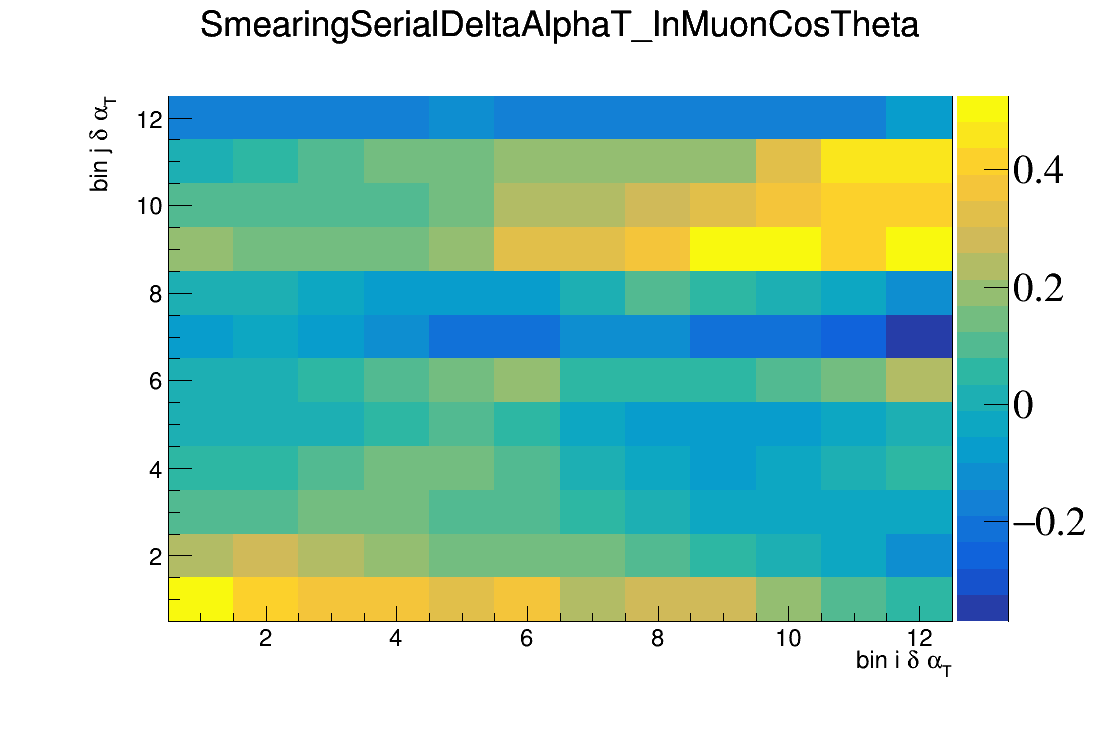 SmearingSerialDeltaAlphaT_InMuonCosTheta
bin j δ α_T
12
10
8
6
4
2
2 4 6 8 10 12
bin i δ α_T
0.4
0.2
0
−0.2